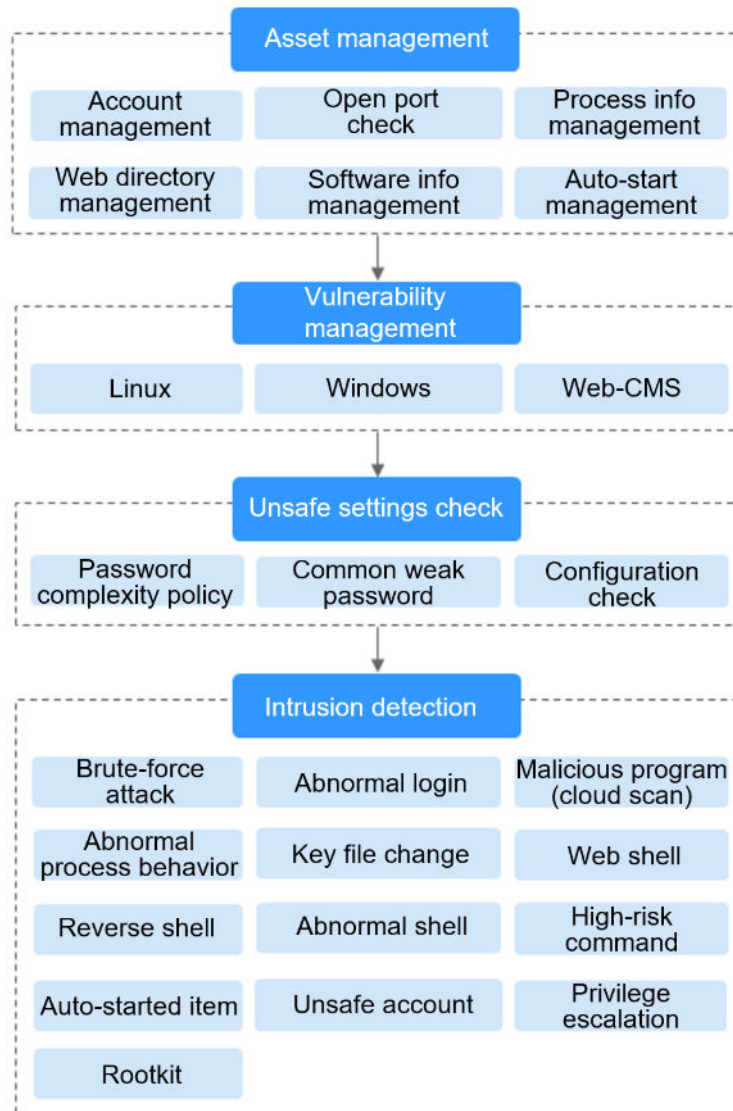 Asset management
Account
management
Open port
check
Process info
management
Web directory
management
Software info
management
Auto-start
management
Vulnerability
management
Linux
Windows
Web-CMS
Unsafe settings check
Password
complexity policy
Common weak
password
Configuration
check
Intrusion detection
Brute-force
attack
Abnormal login
Malicious program
(cloud scan)
Abnormal
process behavior
Key file change
Web shell
Reverse shell
Abnormal shell
High-risk
command
Auto-started item
Unsafe account
Privilege
escalation
Rootkit